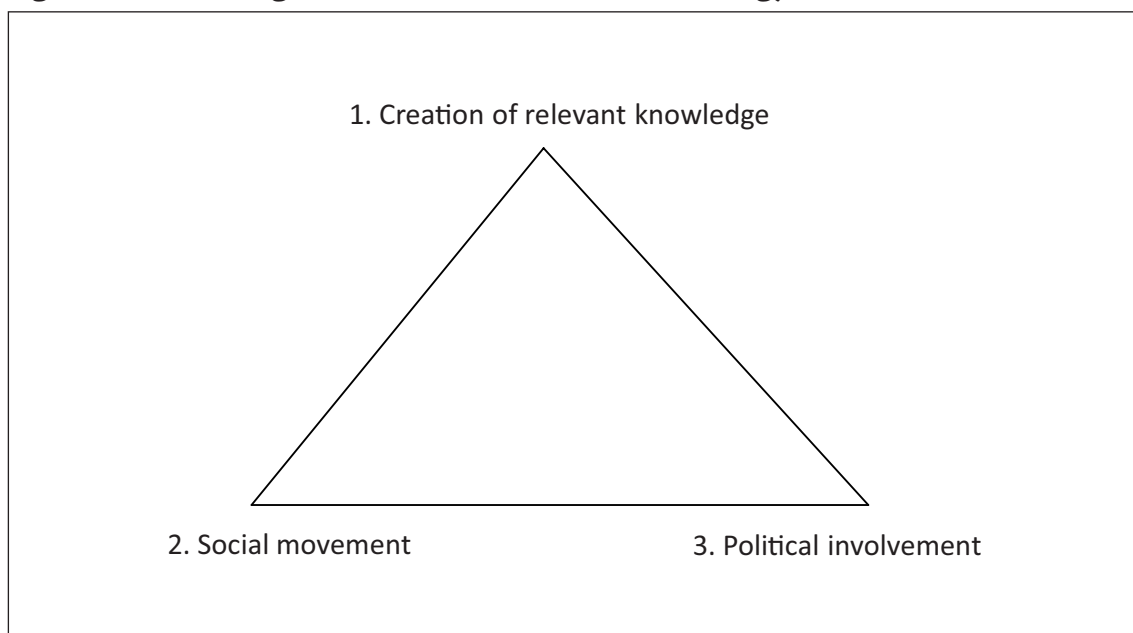 1. Creation of relevant knowledge
2. Social movement
3. Political involvement